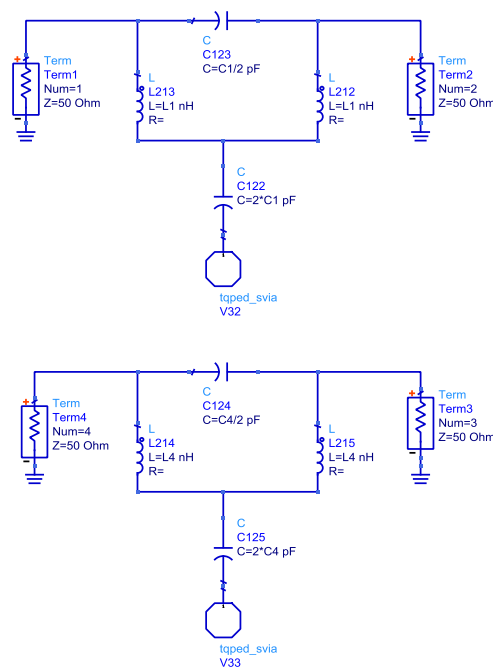 C
C123
C=C1/2 pF
Term
Term1
Num=1
Z=50 Ohm
L
L213
L=L1 nH
R=
L
L212
L=L1 nH
R=
Term
Term2
Num=2
Z=50 Ohm
C
C122
C=2*C1 pF
tqped_svia
V32
C
C124
C=C4/2 pF
Term
Term4
Num=4
Z=50 Ohm
L
L214
L=L4 nH
R=
L
L215
L=L4 nH
R=
Term
Term3
Num=3
Z=50 Ohm
C
C125
C=2*C4 pF
tqped_svia
V33